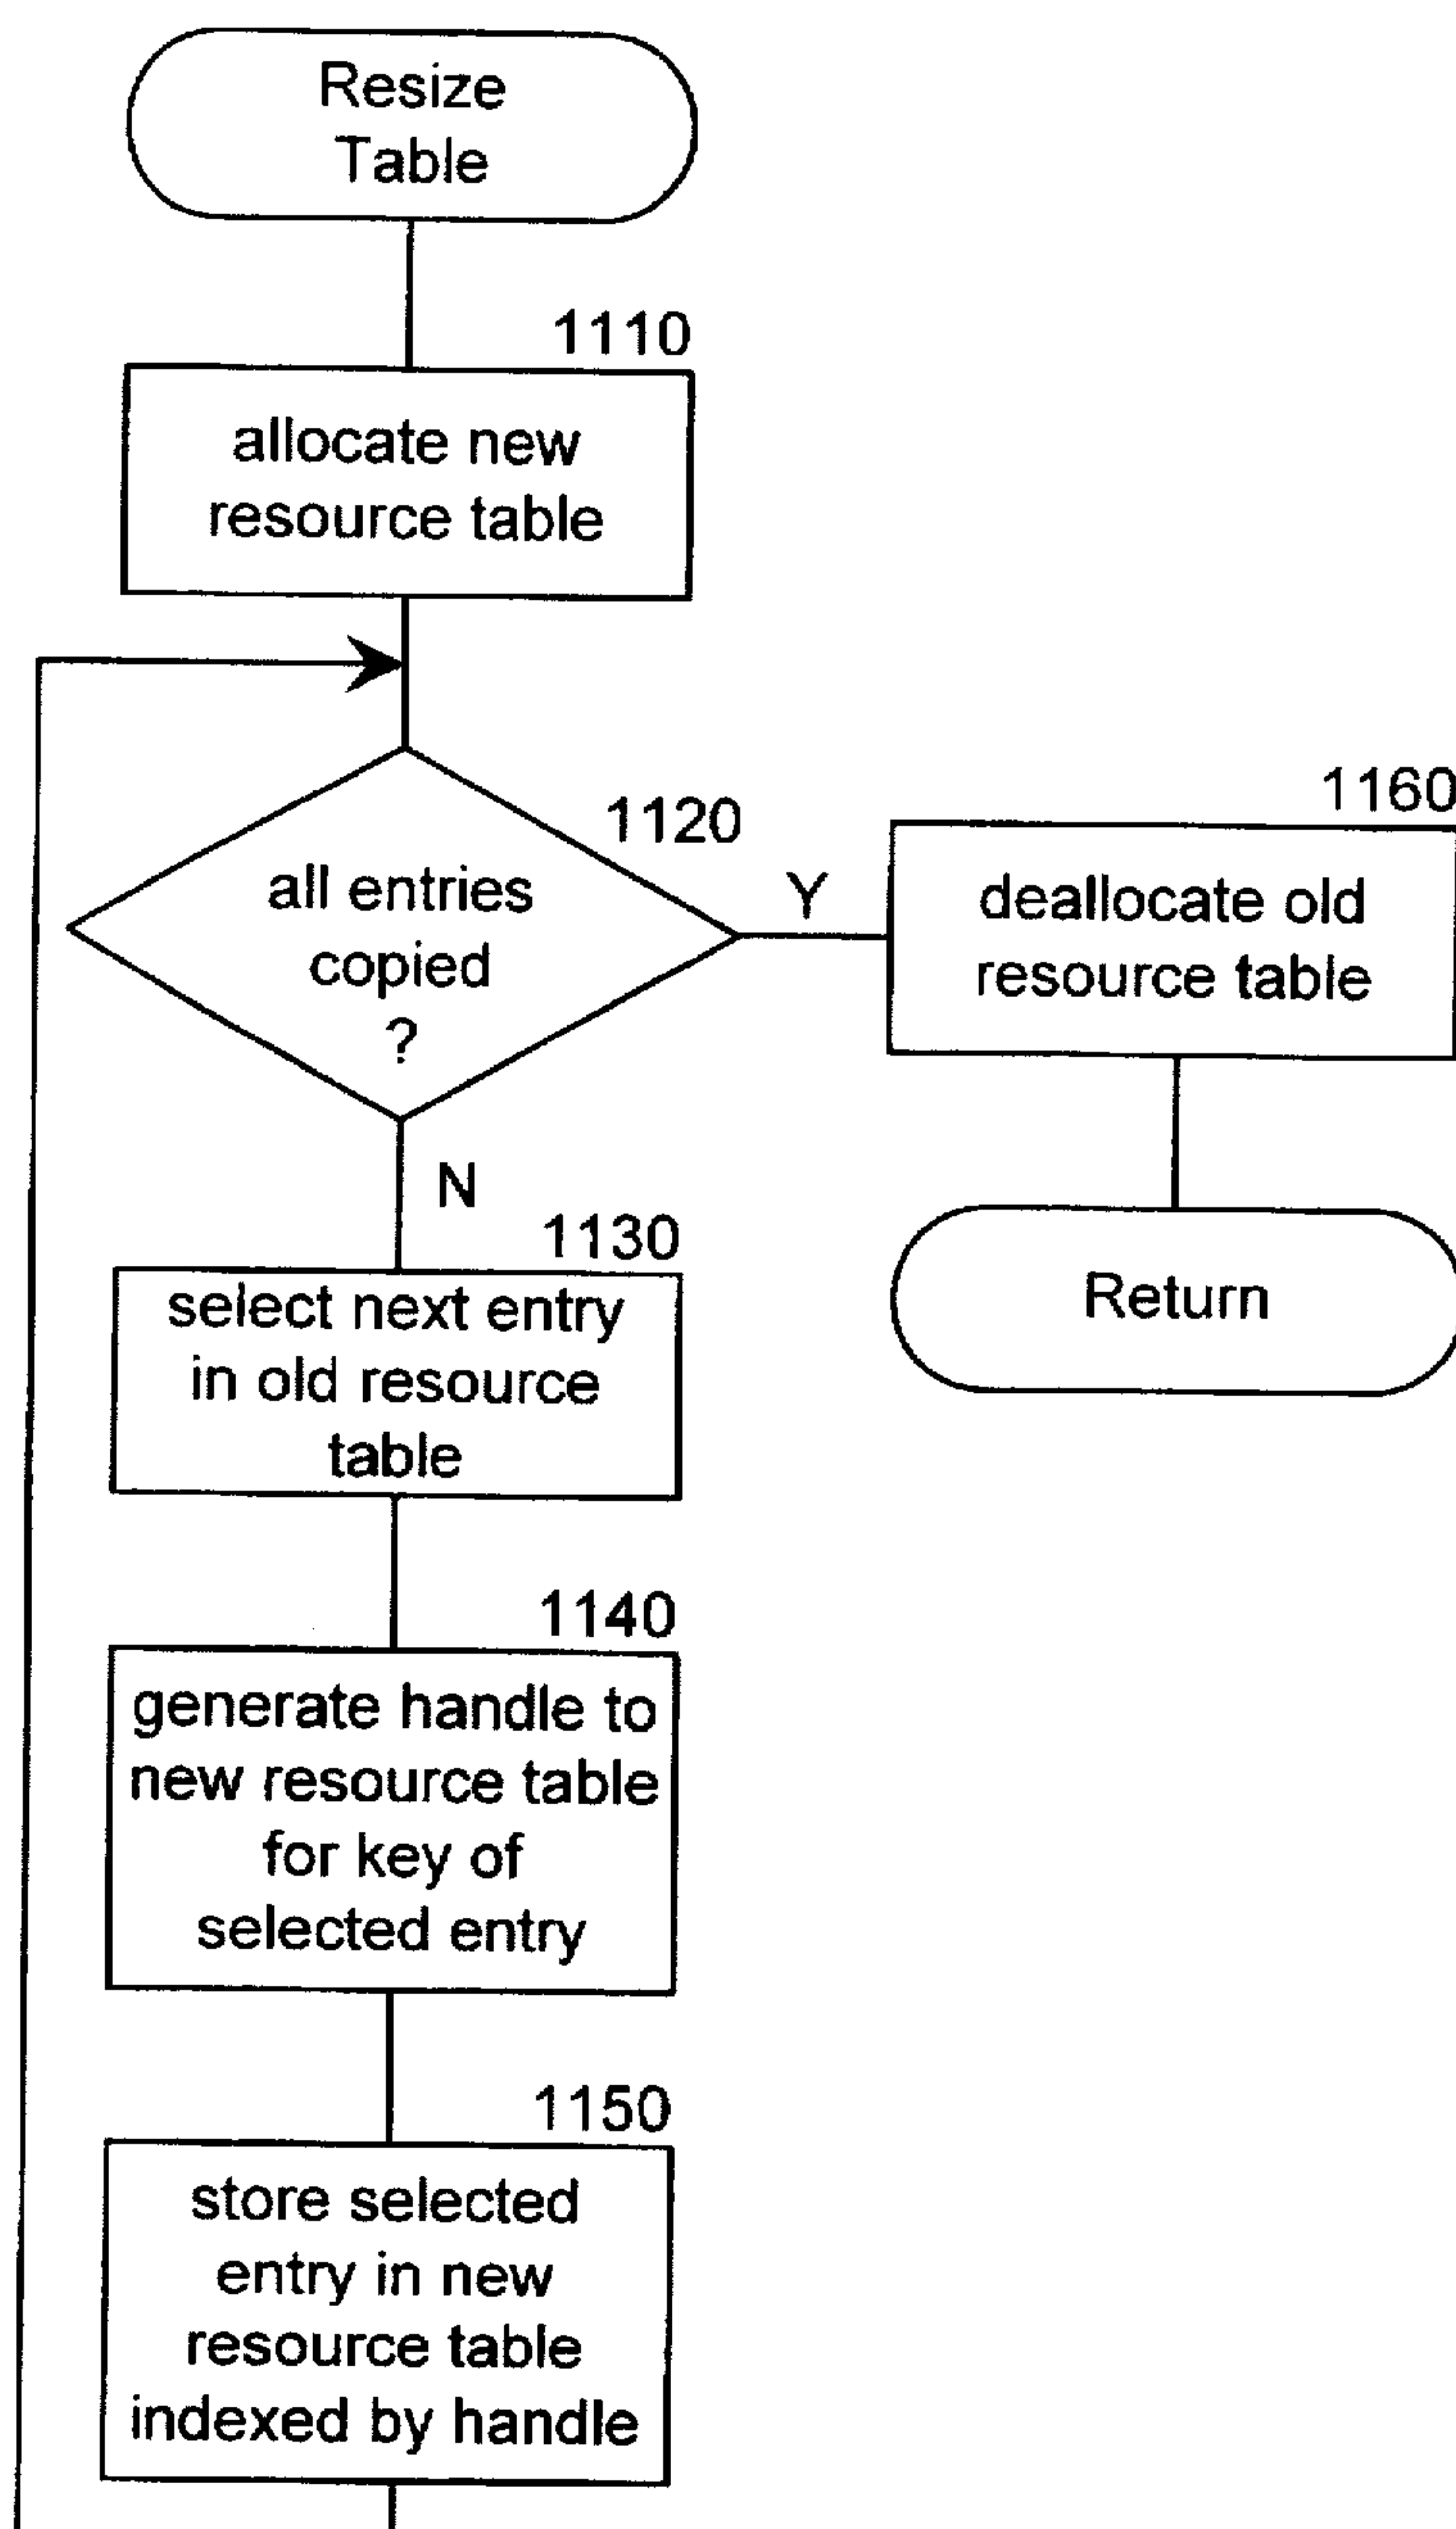 Resize
Table
1110
allocate new
resource table
1120
all entries
copied
?
Y
N
1160
deallocate old
resource table
Return
1130
select next entry
in old resource
table
1140
generate handle to
new resource table
for key of
selected entry
1150
store selected
entry in new
resource table
indexed by handle